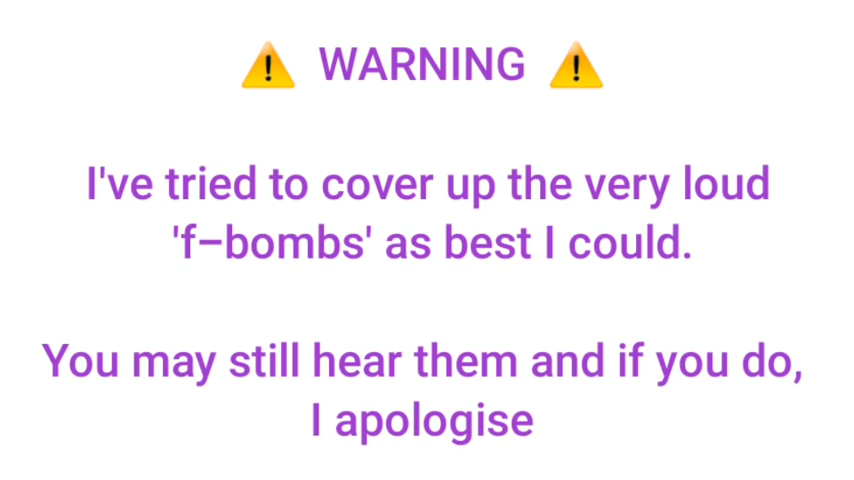 ⚠️ WARNING ⚠️
I've tried to cover up the very loud
'f–bombs' as best I could.
You may still hear them and if you do,
I apologise